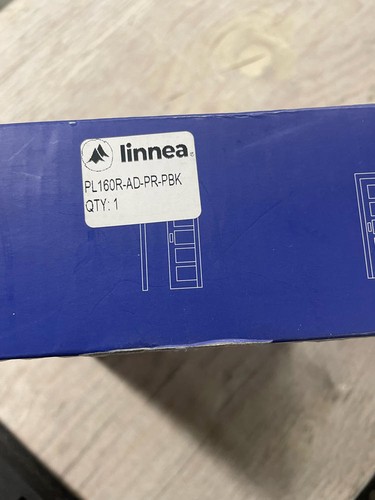 linnea
PL160R-AD-PR-PBK
QTY: 1